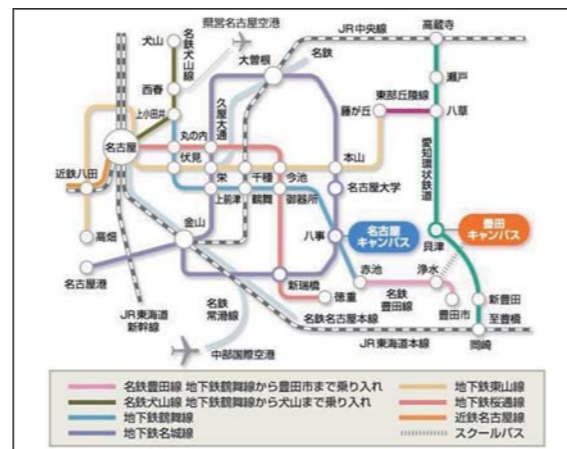 県営名古屋空港
JR中央線
高蔵寺
犬山
名鉄犬山線
名鉄
大曽根
瀬戸
西春
久屋大通
東部丘陵線
藤が丘
八草
上小田井
丸の内
名古屋
伏見
愛知環状鉄道
近鉄八田
栄
千種
今池
本山
上前津
鶴舞
御器所
名古屋大学
金山
八事
名古屋
キャンパス
豊田
キャンパス
高畑
貝津
赤池
浄水
名古屋港
新瑞橋
徳重
名鉄
豊田線
新豊田
豊田市
至豊橋
JR東海道
新幹線
名鉄
常滑線
名鉄名古屋本線
JR東海道本線
岡崎
中部国際空港
名鉄豊田線 地下鉄鶴舞線から豊田市まで乗り入れ
地下鉄東山線
名鉄犬山線 地下鉄鶴舞線から犬山まで乗り入れ
地下鉄桜通線
地下鉄鶴舞線
近鉄名古屋線
地下鉄名城線
スクールバス